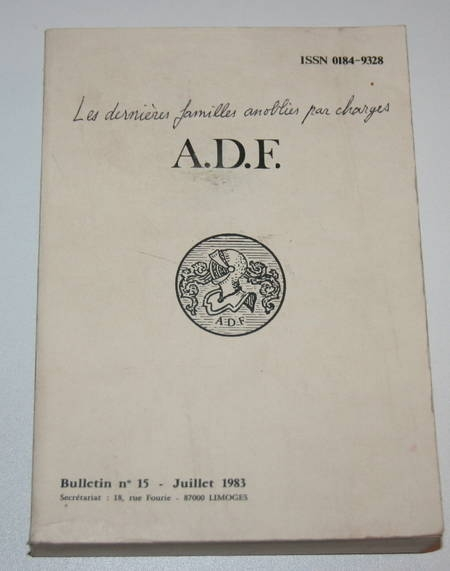 ISSN 0184-9328
Les dernières familles anoblies par charges
A.D.F.
A.D.F
Bulletin n° 15 - Juillet 1983
Secrétariat : 18, rue Fourie - 87000 LIMOGES